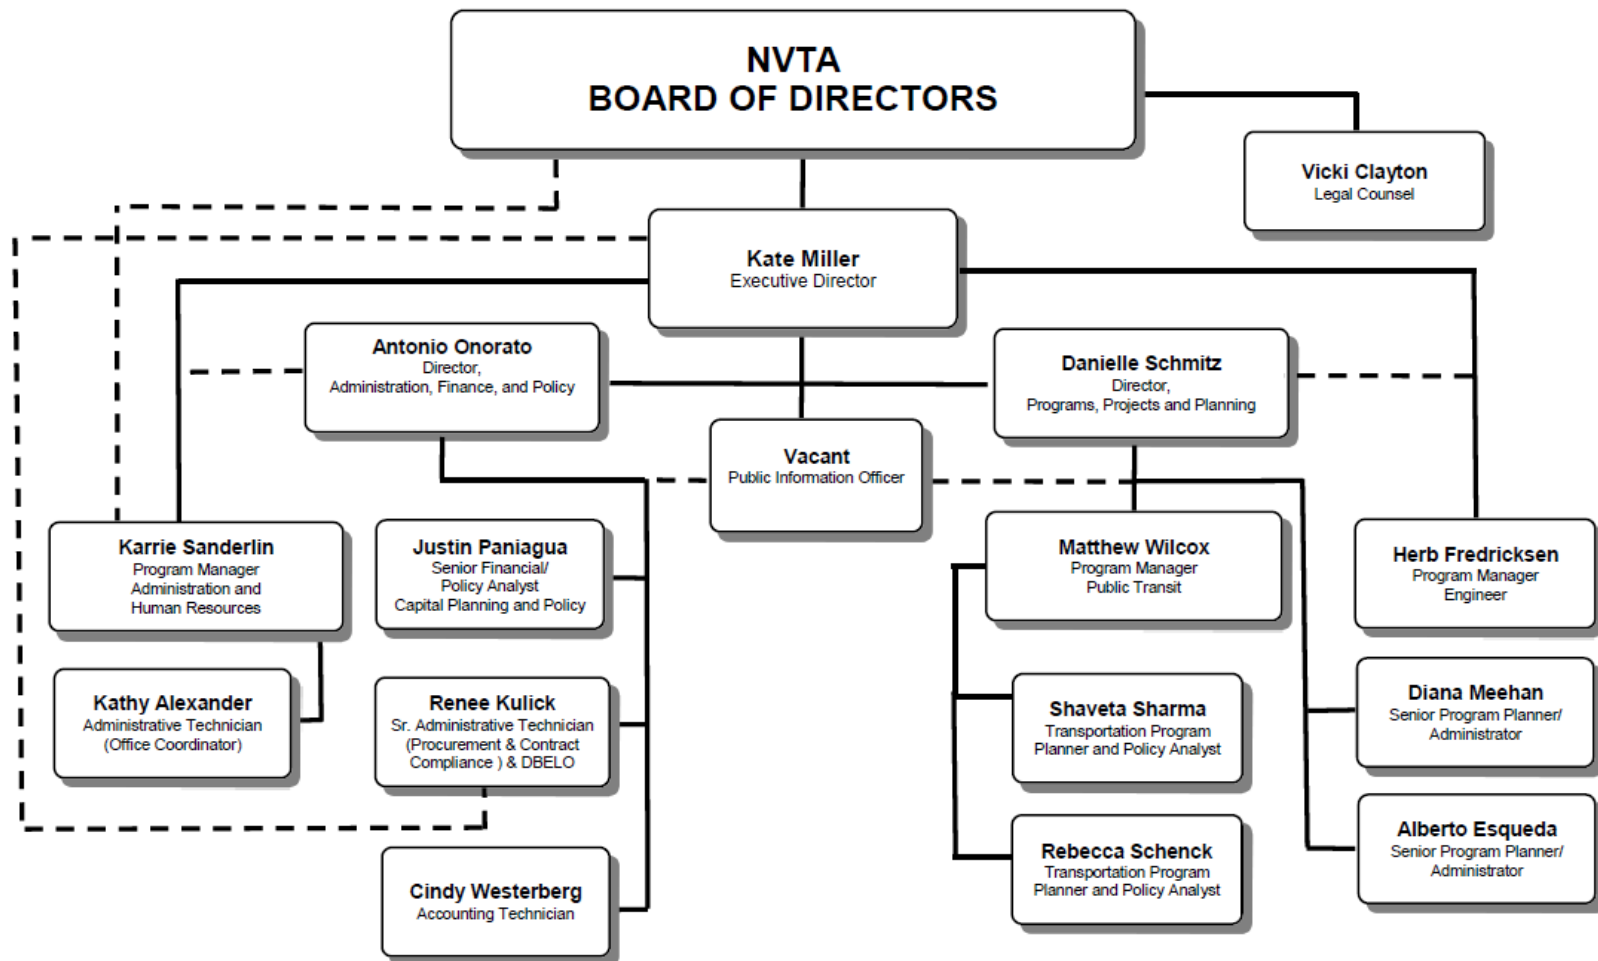 NVTA
BOARD OF DIRECTORS
Vicki Clayton
Legal Counsel
Kate Miller
Executive Director
Antonio Onorato
Director,
Administration, Finance, and Policy
Danielle Schmitz
Director,
Programs, Projects and Planning
Vacant
Public Information Officer
Karrie Sanderlin
Program Manager
Administration and
Human Resources
Justin Paniagua
Senior Financial/
Policy Analyst
Capital Planning and Policy
Matthew Wilcox
Program Manager
Public Transit
Herb Fredricksen
Program Manager
Engineer
Kathy Alexander
Administrative Technician
(Office Coordinator)
Renee Kulick
Sr. Administrative Technician
(Procurement & Contract
Compliance ) & DBELO
Shaveta Sharma
Transportation Program
Planner and Policy Analyst
Diana Meehan
Senior Program Planner/
Administrator
Cindy Westerberg
Accounting Technician
Rebecca Schenck
Transportation Program
Planner and Policy Analyst
Alberto Esqueda
Senior Program Planner/
Administrator